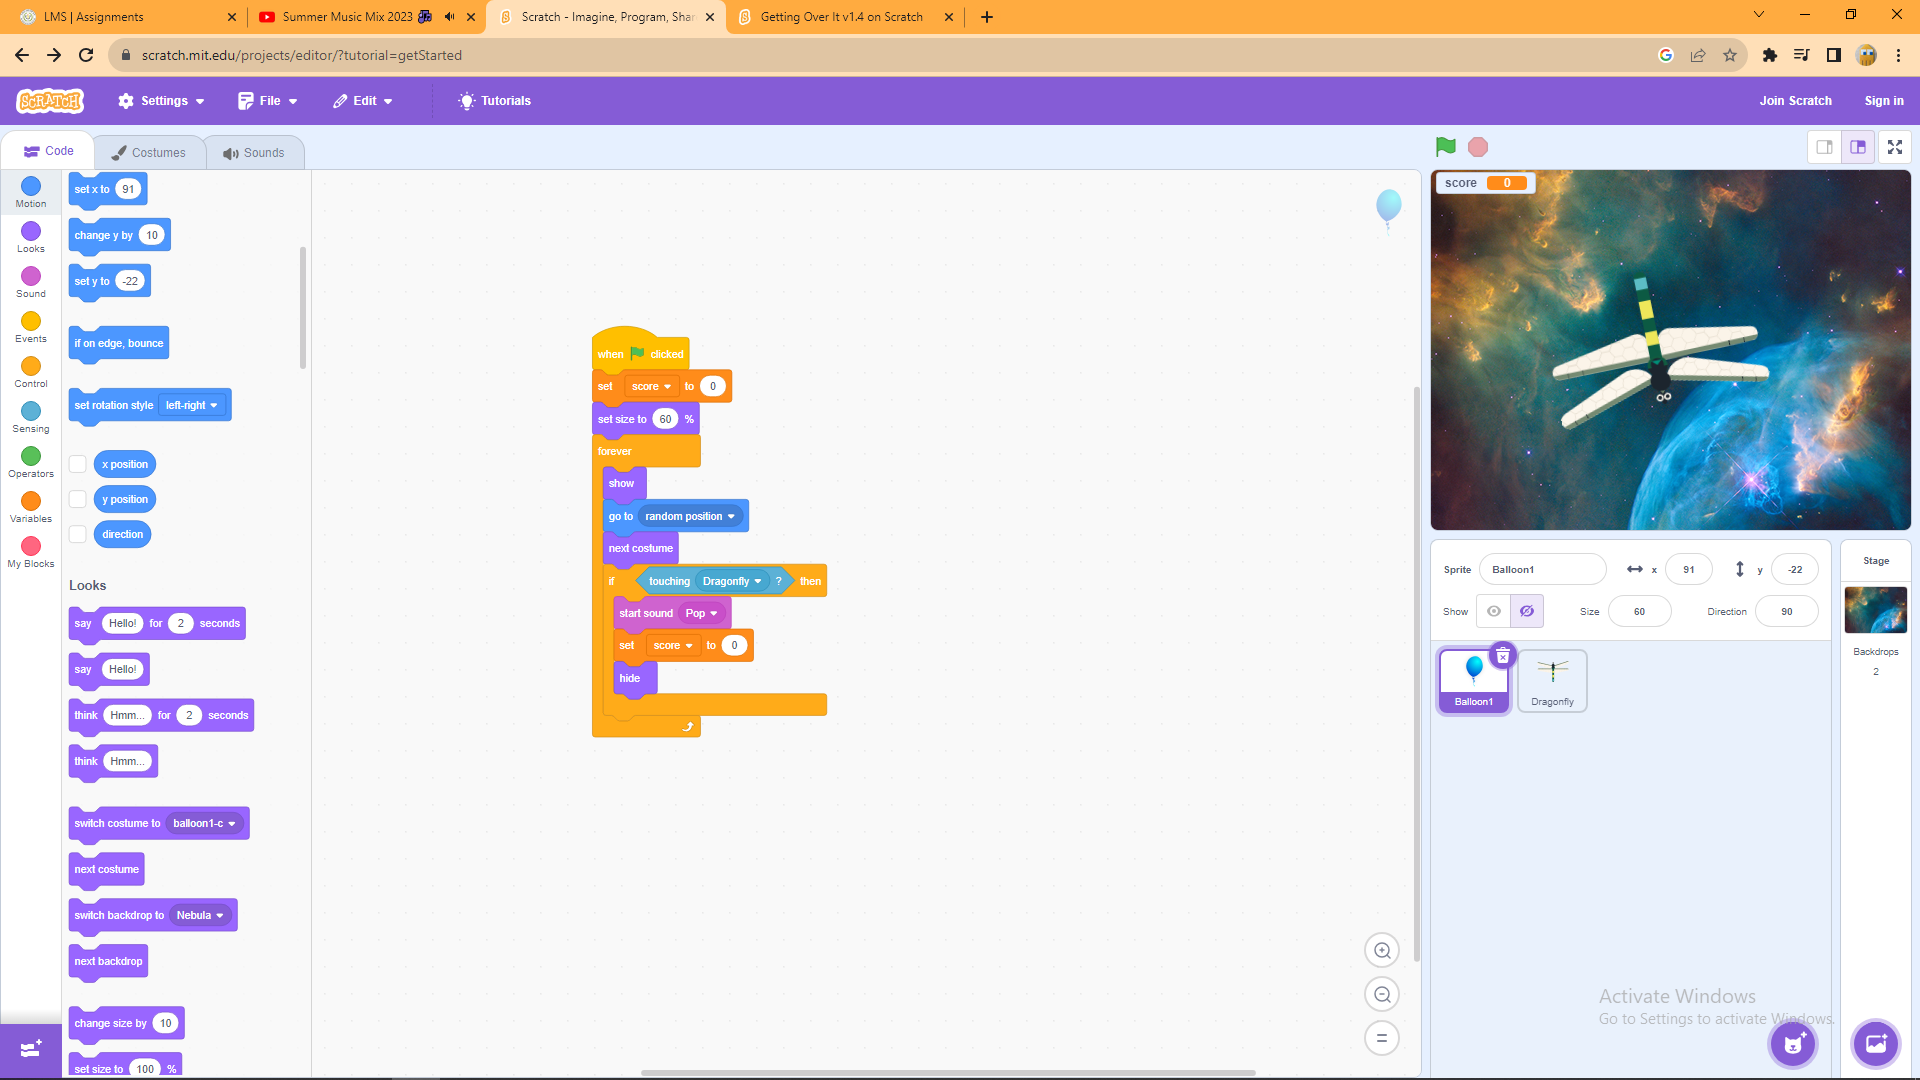 LMS | Assignments
Summer Music Mix 2023
Scratch - Imagine, Program, Shar
Getting Over It v1.4 on Scratch
scratch.mit.edu/projects/editor/?tutorial=getStarted
SCRATCH
Settings
File
Edit
Tutorials
Join Scratch
Sign in
Code
Costumes
Sounds
Motion
Looks
Sound
Events
Control
Sensing
Operators
Variables
My Blocks
set x to 91
change y by 10
set y to -22
if on edge, bounce
set rotation style left-right
x position
y position
direction
Looks
say Hello! for 2 seconds
say Hello!
think Hmm... for 2 seconds
think Hmm...
switch costume to balloon1-c
next costume
switch backdrop to Nebula
next backdrop
change size by 10
set size to 100 %
when clicked
set score to 0
set size to 60 %
forever
show
go to random position
next costume
if touching Dragonfly ? then
start sound Pop
set score to 0
hide
score 0
Sprite Balloon1 x 91 y -22
Show Size 60 Direction 90
Balloon1
Dragonfly
Stage
Backdrops
2
Activate Windows
Go to Settings to activate Windows.